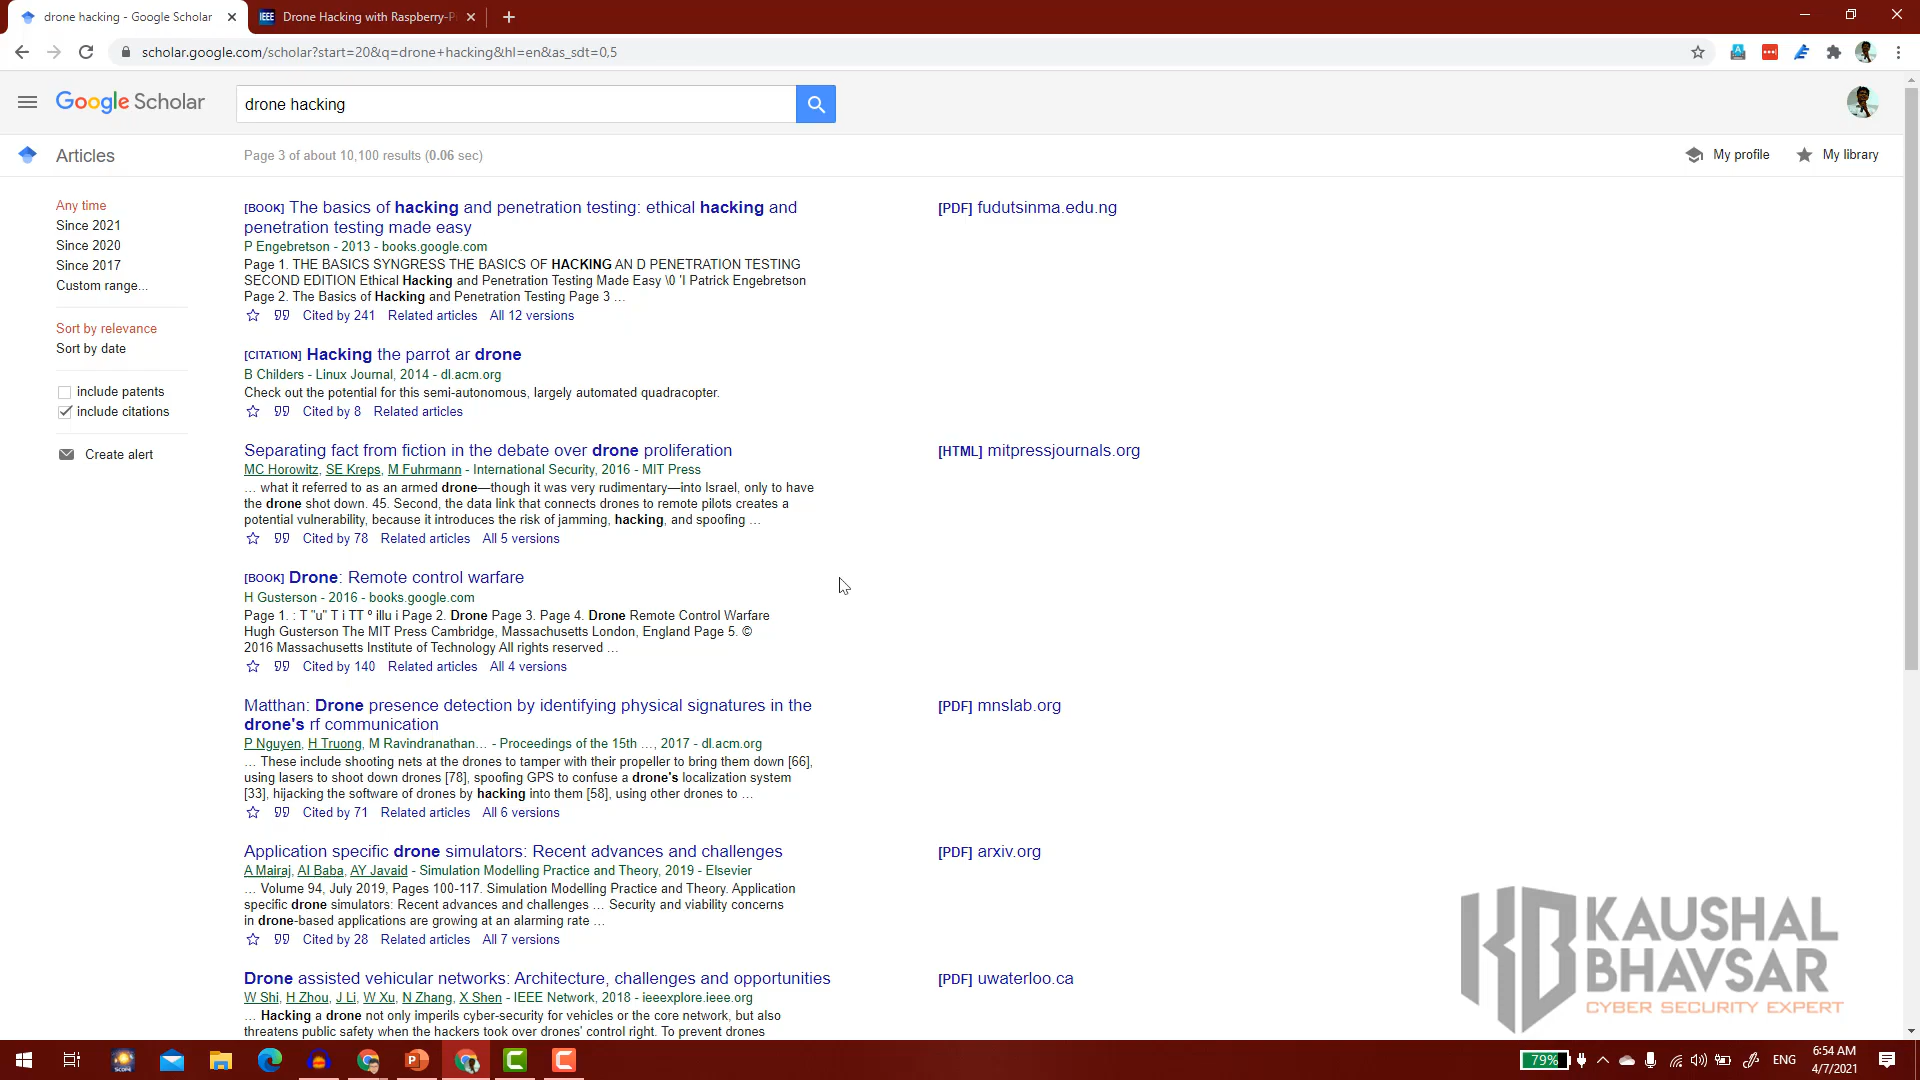 drone hacking - Google Scholar
IEEE Drone Hacking with Raspberry-P
scholar.google.com/scholar?start=20&q=drone+hacking&hl=en&as_sdt=0,5
Google Scholar
drone hacking
Articles
Page 3 of about 10,100 results (0.06 sec)
My profile
My library
Any time
Since 2021
Since 2020
Since 2017
Custom range...
Sort by relevance
Sort by date
include patents
include citations
Create alert
[BOOK] The basics of hacking and penetration testing: ethical hacking and
penetration testing made easy
[PDF] fudutsinma.edu.ng
P Engebretson - 2013 - books.google.com
Page 1. THE BASICS SYNGRESS THE BASICS OF HACKING AN D PENETRATION TESTING
SECOND EDITION Ethical Hacking and Penetration Testing Made Easy \0 'l Patrick Engebretson
Page 2. The Basics of Hacking and Penetration Testing Page 3 …
Cited by 241 Related articles All 12 versions
[CITATION] Hacking the parrot ar drone
B Childers - Linux Journal, 2014 - dl.acm.org
Check out the potential for this semi-autonomous, largely automated quadracopter.
Cited by 8 Related articles
Separating fact from fiction in the debate over drone proliferation
[HTML] mitpressjournals.org
MC Horowitz, SE Kreps, M Fuhrmann - International Security, 2016 - MIT Press
… what it referred to as an armed drone—though it was very rudimentary—into Israel, only to have
the drone shot down. 45. Second, the data link that connects drones to remote pilots creates a
potential vulnerability, because it introduces the risk of jamming, hacking, and spoofing …
Cited by 78 Related articles All 5 versions
[BOOK] Drone: Remote control warfare
H Gusterson - 2016 - books.google.com
Page 1. : T "u" T i TT º illu i Page 2. Drone Page 3. Page 4. Drone Remote Control Warfare
Hugh Gusterson The MIT Press Cambridge, Massachusetts London, England Page 5. ©
2016 Massachusetts Institute of Technology All rights reserved …
Cited by 140 Related articles All 4 versions
Matthan: Drone presence detection by identifying physical signatures in the
drone's rf communication
[PDF] mnslab.org
P Nguyen, H Truong, M Ravindranathan… - Proceedings of the 15th …, 2017 - dl.acm.org
… These include shooting nets at the drones to tamper with their propeller to bring them down [66],
using lasers to shoot down drones [78], spoofing GPS to confuse a drone's localization system
[33], hijacking the software of drones by hacking into them [58], using other drones to …
Cited by 71 Related articles All 6 versions
Application specific drone simulators: Recent advances and challenges
[PDF] arxiv.org
A Mairaj, AI Baba, AY Javaid - Simulation Modelling Practice and Theory, 2019 - Elsevier
… Volume 94, July 2019, Pages 100-117. Simulation Modelling Practice and Theory. Application
specific drone simulators: Recent advances and challenges … Security and viability concerns
in drone-based applications are growing at an alarming rate …
Cited by 28 Related articles All 7 versions
Drone assisted vehicular networks: Architecture, challenges and opportunities
[PDF] uwaterloo.ca
W Shi, H Zhou, J Li, W Xu, N Zhang, X Shen - IEEE Network, 2018 - ieeexplore.ieee.org
… Hacking a drone not only imperils cyber-security for vehicles or the core network, but also
threatens public safety when the hackers took over drones' control right. To prevent drones
KB KAUSHAL
BHAVSAR
CYBER SECURITY EXPERT
79%
ENG
6:54 AM
4/7/2021